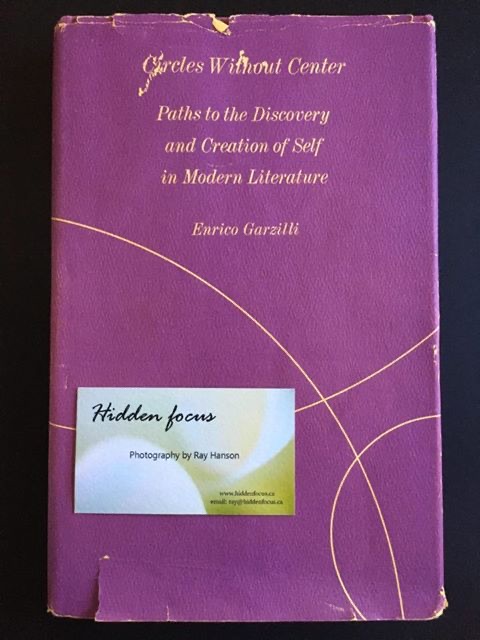 Circles Without Center
Paths to the Discovery
and Creation of Self
in Modern Literature
Enrico Garzilli
Hidden focus
Photography by Ray Hanson
www.hiddenfocus.ca
email: ray@hiddenfocus.ca